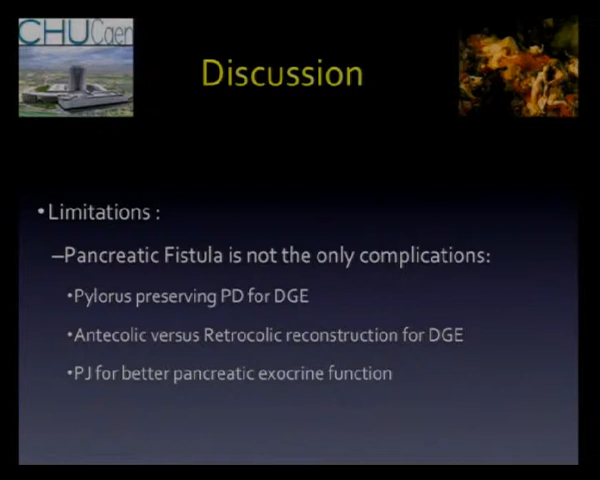 CHUCaen
Discussion
•Limitations :
–Pancreatic Fistula is not the only complications:
•Pylorus preserving PD for DGE
•Antecolic versus Retrocolic reconstruction for DGE
•PJ for better pancreatic exocrine function